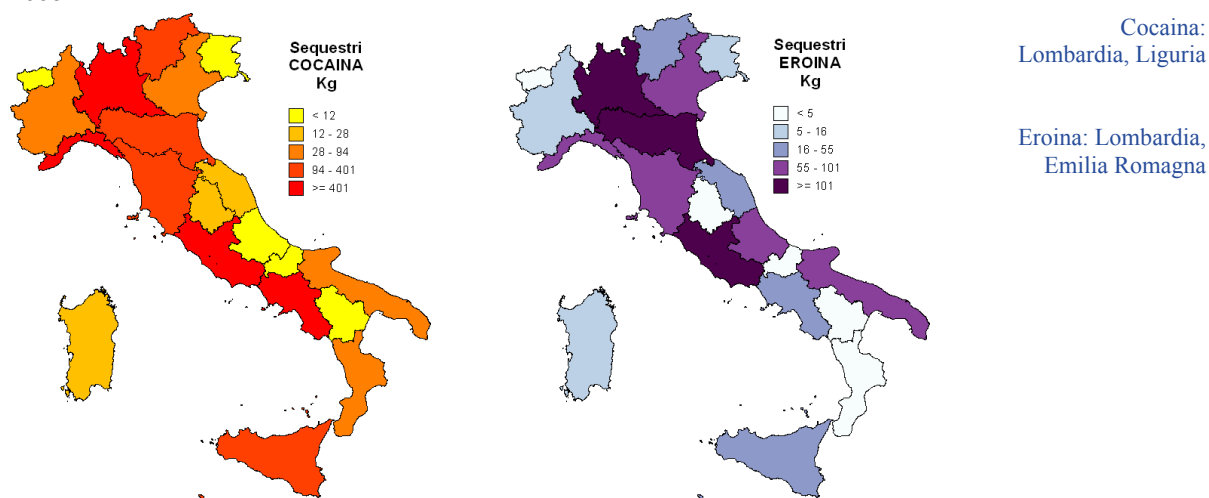 Sequestri
COCAINA
Kg
< 12
12 - 28
28 - 94
94 - 401
>= 401
Sequestri
EROINA
Kg
< 5
5 - 16
16 - 55
55 - 101
>= 101
Cocaina:
Lombardia, Liguria
Eroina: Lombardia,
Emilia Romagna